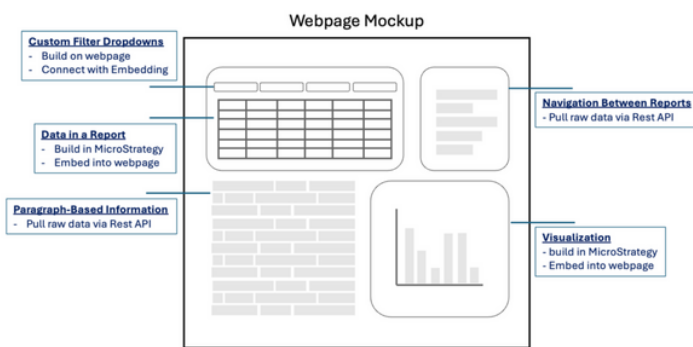 Webpage Mockup
Custom Filter Dropdowns
- Build on webpage
- Connect with Embedding
Data in a Report
- Build in MicroStrategy
- Embed into webpage
Paragraph-Based Information
- Pull raw data via Rest API
Navigation Between Reports
- Pull raw data via Rest API
Visualization
- build in MicroStrategy
- Embed into webpage